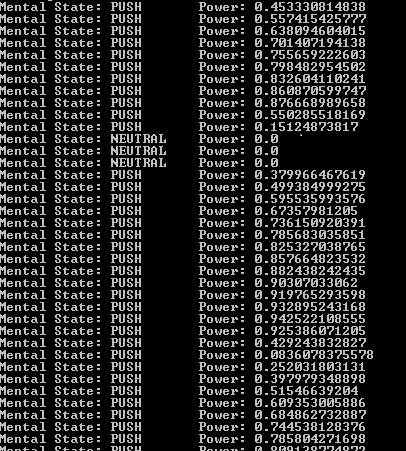 Mental State: PUSH Power: 0.453330814838
Mental State: PUSH Power: 0.557415425777
Mental State: PUSH Power: 0.638094604015
Mental State: PUSH Power: 0.701407194138
Mental State: PUSH Power: 0.755659222603
Mental State: PUSH Power: 0.798482954502
Mental State: PUSH Power: 0.832604110241
Mental State: PUSH Power: 0.860870599747
Mental State: PUSH Power: 0.876668989658
Mental State: PUSH Power: 0.550285518169
Mental State: PUSH Power: 0.15124873817
Mental State: NEUTRAL Power: 0.0
Mental State: NEUTRAL Power: 0.0
Mental State: NEUTRAL Power: 0.0
Mental State: PUSH Power: 0.379966467619
Mental State: PUSH Power: 0.499384999275
Mental State: PUSH Power: 0.595535993576
Mental State: PUSH Power: 0.67357981205
Mental State: PUSH Power: 0.736150920391
Mental State: PUSH Power: 0.785683035851
Mental State: PUSH Power: 0.825327038765
Mental State: PUSH Power: 0.857664823532
Mental State: PUSH Power: 0.882438242435
Mental State: PUSH Power: 0.90307033062
Mental State: PUSH Power: 0.919765293598
Mental State: PUSH Power: 0.932895243168
Mental State: PUSH Power: 0.942522108555
Mental State: PUSH Power: 0.925386071205
Mental State: PUSH Power: 0.429243832827
Mental State: PUSH Power: 0.0836078375578
Mental State: PUSH Power: 0.252031803131
Mental State: PUSH Power: 0.397979348898
Mental State: PUSH Power: 0.51546639204
Mental State: PUSH Power: 0.609353005886
Mental State: PUSH Power: 0.684862732887
Mental State: PUSH Power: 0.744538128376
Mental State: PUSH Power: 0.785804271698
Mental State: PUSH Power: